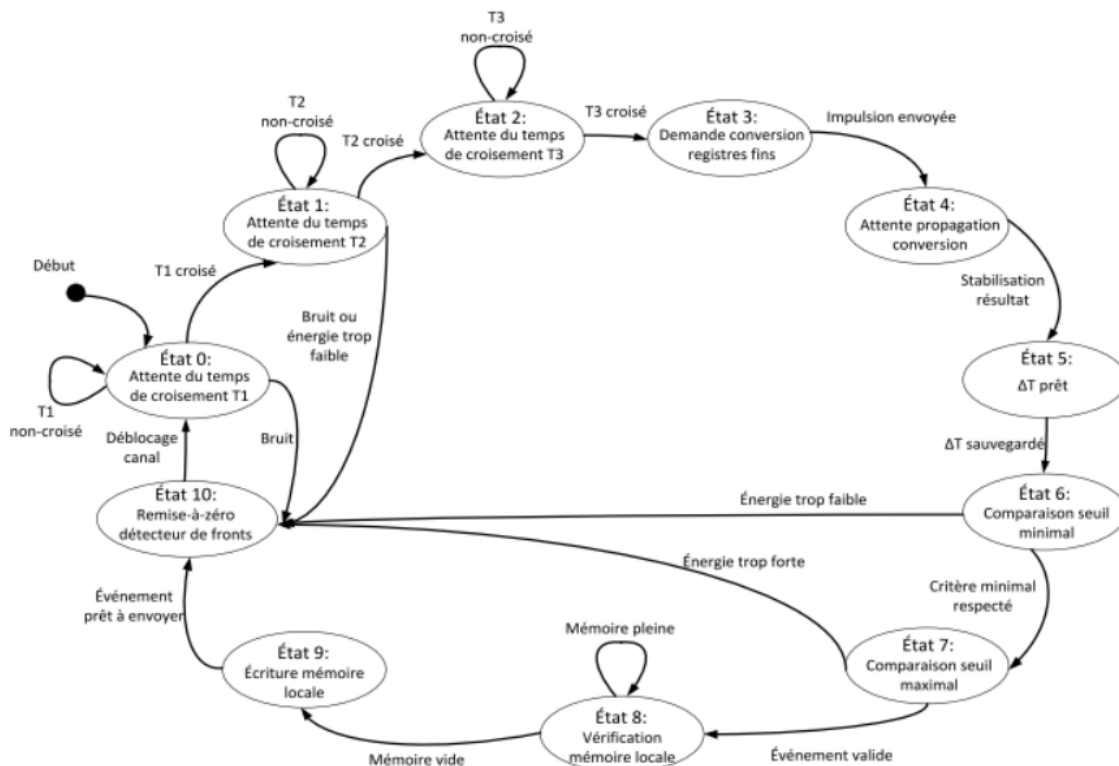 T3
non-croisé
État 2:
Attente du temps
de croisement T3
T3 croisé
État 3:
Demande conversion
registres fins
Impulsion envoyée
T2
non-croisé
T2 croisé
État 1:
Attente du temps
de croisement T2
État 4:
Attente propagation
conversion
Début
T1 croisé
Stabilisation
résultat
Bruit ou
énergie trop
faible
État 0:
Attente du temps
de croisement T1
T1
non-croisé
État 5:
ΔT prêt
Déblocage
canal
Bruit
ΔT sauvegardé
État 10:
Remise-à-zéro
détecteur de fronts
Énergie trop faible
État 6:
Comparaison seuil
minimal
Énergie trop forte
Événement
prêt à envoyer
Critère minimal
respecté
Mémoire pleine
État 9:
Écriture mémoire
locale
État 7:
Comparaison seuil
maximal
État 8:
Vérification
mémoire locale
Mémoire vide
Événement valide